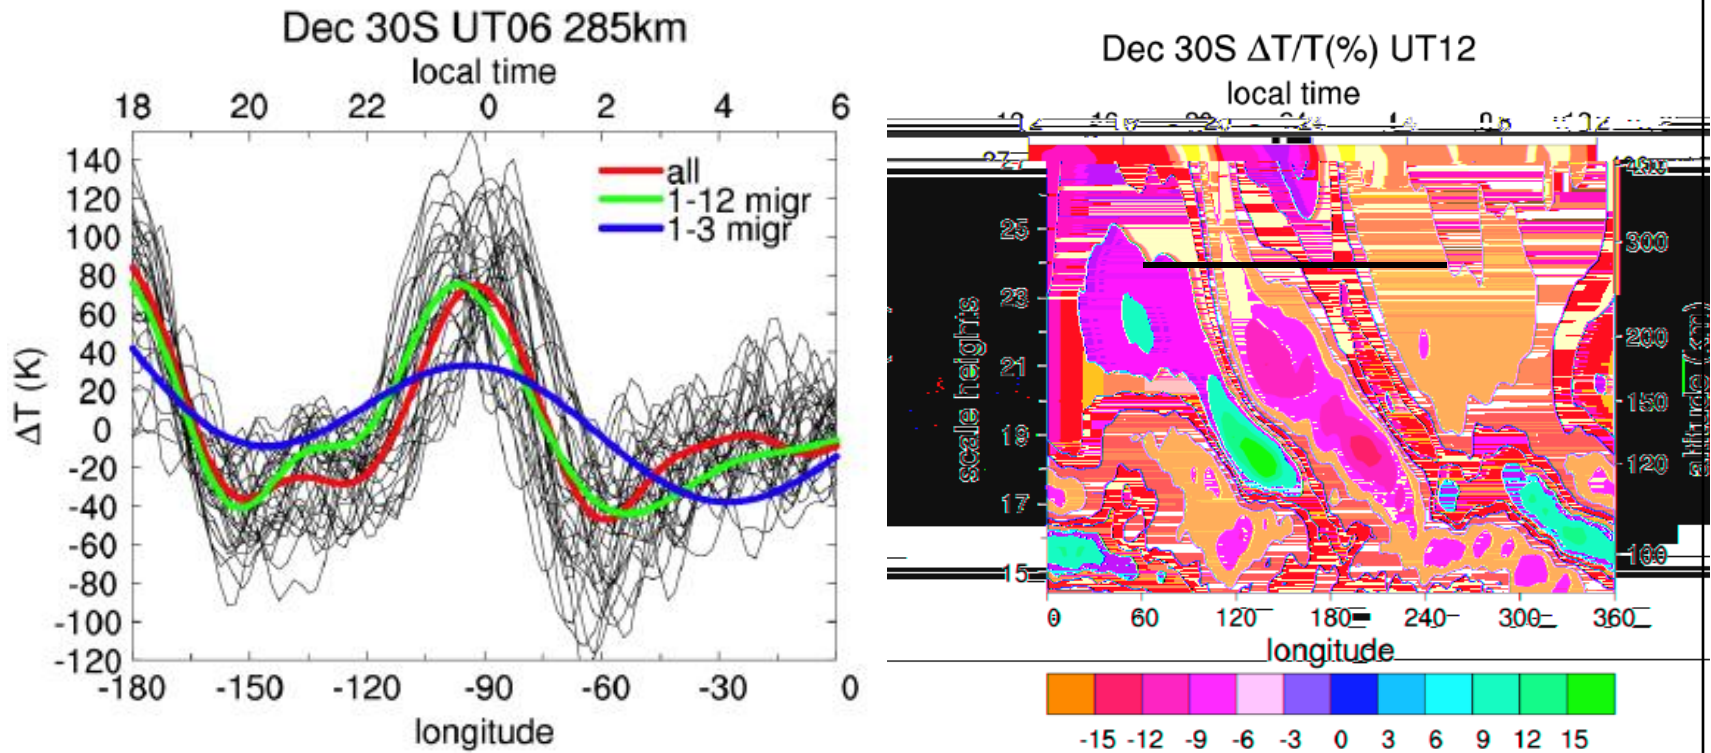 Dec 30S UT06 285km
local time
18 20 22 0 2 4 6
all
1-12 migr
1-3 migr
140
120
100
80
60
40
20
0
-20
-40
-60
-80
-100
-120
ΔT (K)
-180 -150 -120 -90 -60 -30 0
longitude
Dec 30S ΔT/T(%) UT12
local time
27
25
23
21
19
17
15
scale heights
300
200
150
120
100
altitude (km)
0 60 120 180 240 300 360
longitude
-15 -12 -9 -6 -3 0 3 6 9 12 15